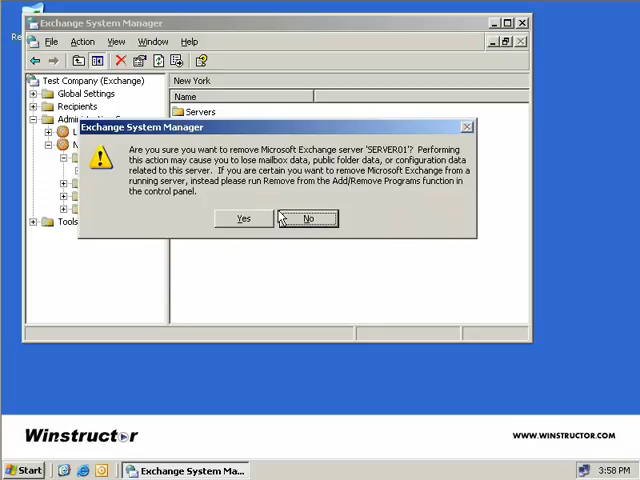 Re
Exchange System Manager
File Action View Window Help
Test Company (Exchange)
Global Settings
Recipients
Administrative
L
N
Tools
New York
Name
Servers
Exchange System Manager
Are you sure you want to remove Microsoft Exchange server 'SERVER01'? Performing
this action may cause you to lose mailbox data, public folder data, or configuration data
related to this server. If you are certain you want to remove Microsoft Exchange from a
running server, instead please run Remove from the Add/Remove Programs function in
the control panel.
Yes No
Winstructor WWW.WINSTRUCTOR.COM
Start Exchange System Ma... 3:58 PM